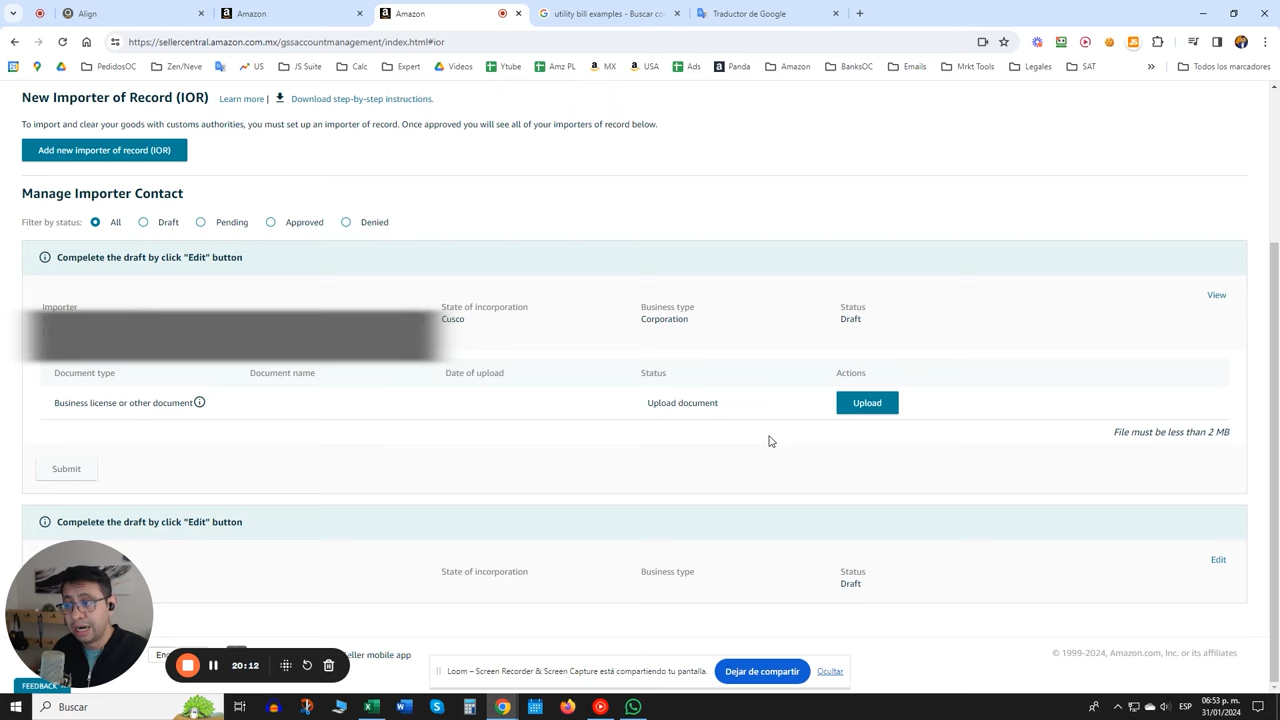 Align
Amazon
Amazon
utility bill examples - Buscar co
Traductor de Google
https://sellercentral.amazon.com.mx/gssaccountmanagement/index.html#ior
PedidosOC
Zen/Neve
US
JS Suite
Calc
Expert
Videos
Ytube
Amz PL
MX
USA
Ads
Panda
Amazon
BanksOC
Emails
Mrkt Tools
Legales
SAT
Todos los marcadores
New Importer of Record (IOR) Learn more | Download step-by-step instructions.
To import and clear your goods with customs authorities, you must set up an importer of record. Once approved you will see all of your importers of record below.
Add new importer of record (IOR)
Manage Importer Contact
Filter by status: All Draft Pending Approved Denied
Compelete the draft by click "Edit" button
View
Importer State of incorporation Business type Status
Cusco Corporation Draft
Document type Document name Date of upload Status Actions
Business license or other document Upload document Upload
File must be less than 2 MB
Submit
Compelete the draft by click "Edit" button
Edit
State of incorporation Business type Status
Draft
eller mobile app
© 1999-2024, Amazon.com, Inc. or its affiliates
20:12
Loom – Screen Recorder & Screen Capture está compartiendo tu pantalla. Dejar de compartir Ocultar
FEEDBACK
Buscar
ESP
06:53 p. m.
31/01/2024